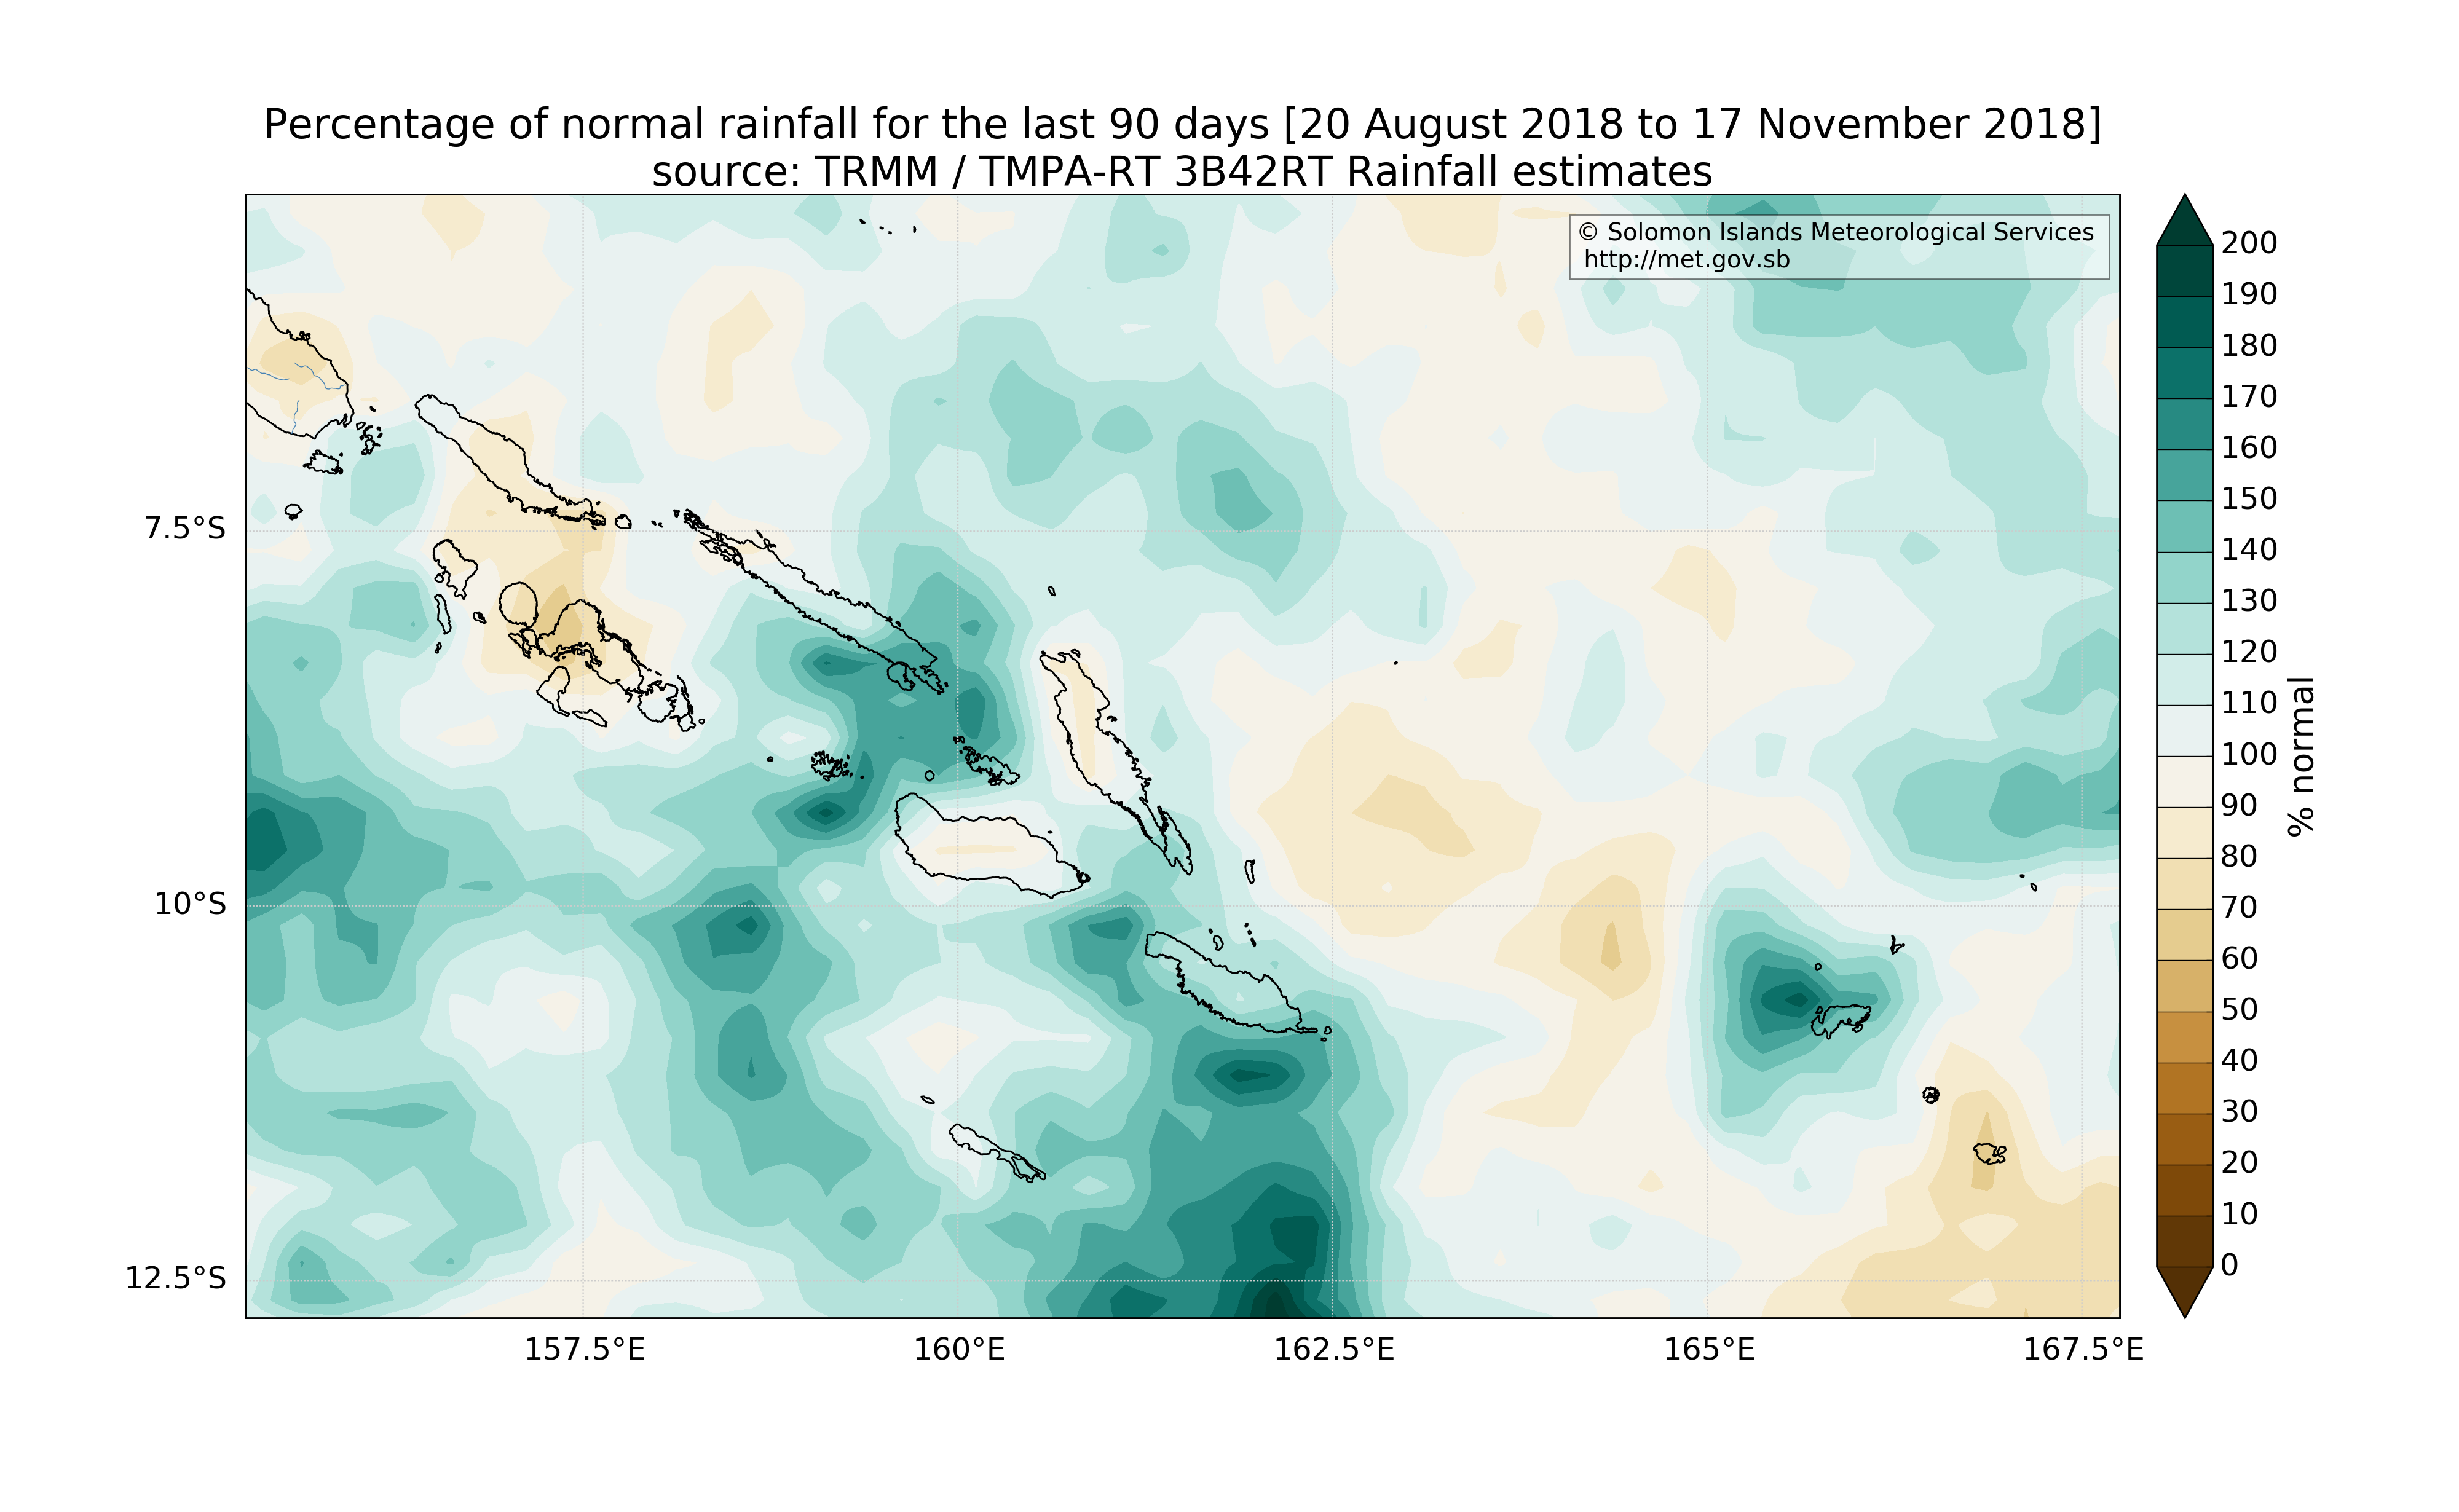 Percentage of normal rainfall for the last 90 days [20 August 2018 to 17 November 2018]
source: TRMM / TMPA-RT 3B42RT Rainfall estimates
© Solomon Islands Meteorological Services
http://met.gov.sb
7.5°S
10°S
12.5°S
157.5°E
160°E
162.5°E
165°E
167.5°E
200
190
180
170
160
150
140
130
120
110
100
90
80
70
60
50
40
30
20
10
0
% normal